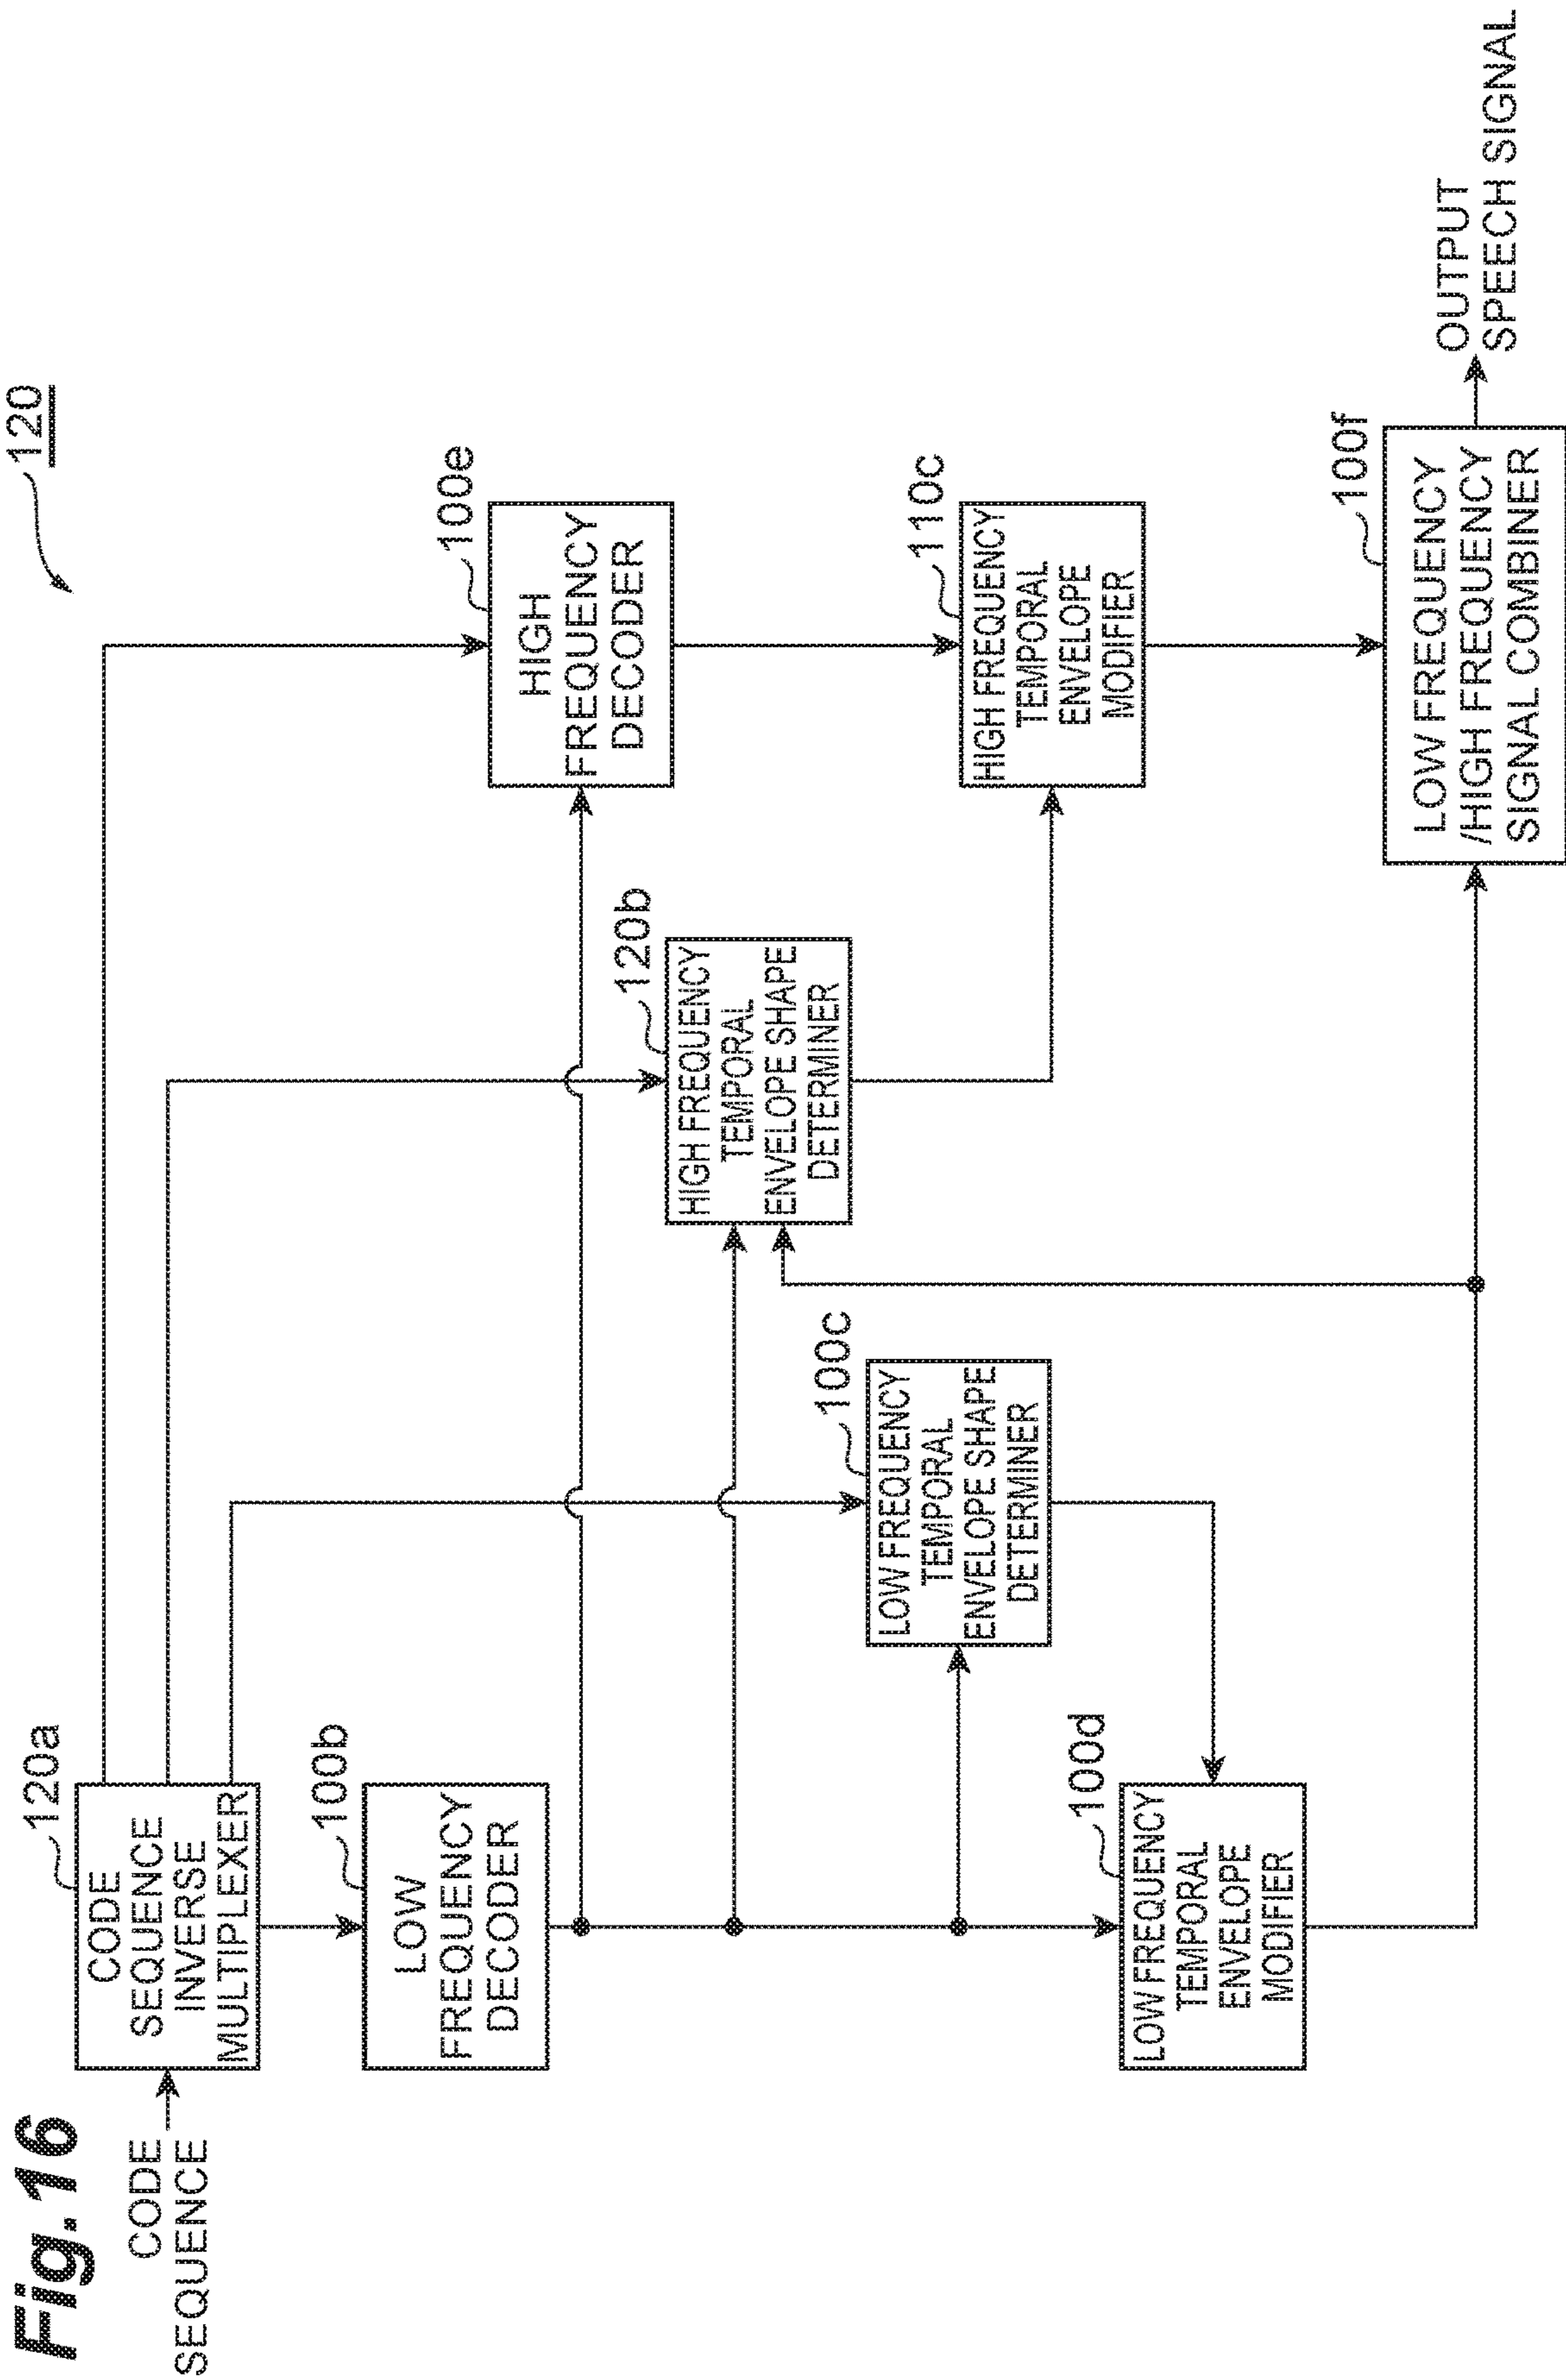 Fig.16
120
CODE
SEQUENCE
120a
CODE
SEQUENCE
INVERSE
MULTIPLEXER
100b
LOW
FREQUENCY
DECODER
100e
HIGH
FREQUENCY
DECODER
120b
HIGH FREQUENCY
TEMPORAL
ENVELOPE SHAPE
DETERMINER
100c
LOW FREQUENCY
TEMPORAL
ENVELOPE SHAPE
DETERMINER
110c
HIGH FREQUENCY
TEMPORAL
ENVELOPE
MODIFIER
100d
LOW FREQUENCY
TEMPORAL
ENVELOPE
MODIFIER
100f
LOW FREQUENCY
/HIGH FREQUENCY
SIGNAL COMBINER
OUTPUT
SPEECH SIGNAL